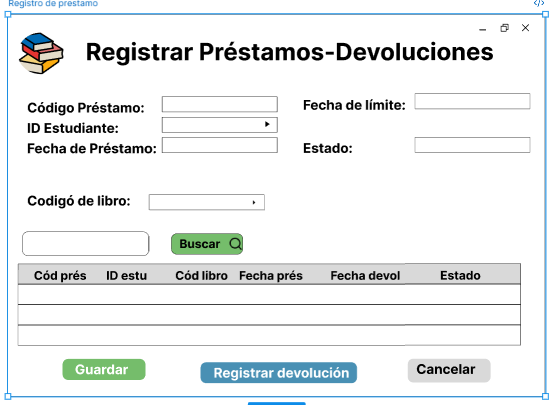 Registro de prestamo
Registrar Préstamos-Devoluciones
Código Préstamo:
Fecha de límite:
ID Estudiante:
Fecha de Préstamo:
Estado:
Codigó de libro:
Buscar
Cód prés ID estu Cód libro Fecha prés Fecha devol Estado
Guardar
Registrar devolución
Cancelar